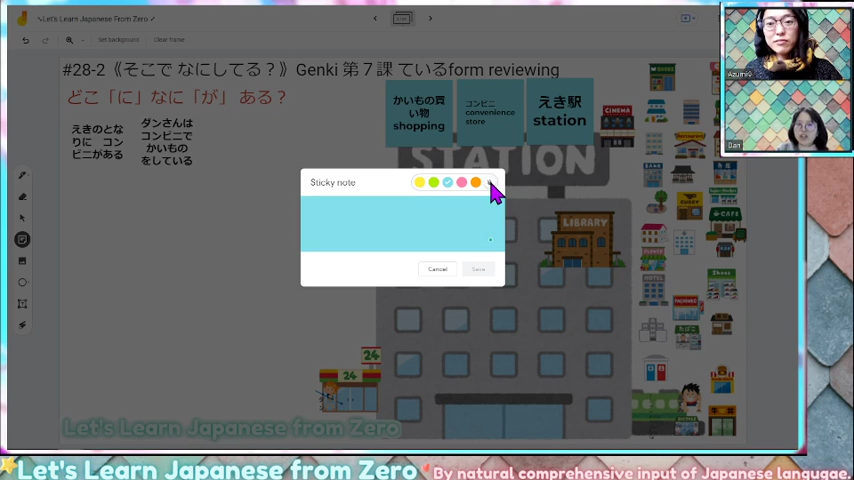 Let's Learn Japanese From Zero ✓
Set background
Clear frame
#28-2《そこで なにしてる？》Genki 第７課 ているform reviewing
どこ「に」なに「が」 ある？
えきのとな
りに コン
ビニがある
ダンさんは
コンビニで
かいもの
をしている
かいもの買
い物
shopping
コンビニ
convenience
store
えき駅
station
CINEMA
STATION
Sticky note
Cancel
Save
LIBRARY
CAFE
HOTEL
24
24
Azumi
Dan
Let's Learn Japanese from Zero
Let's Learn Japanese from Zero
By natural comprehensive input of Japanese langugae.